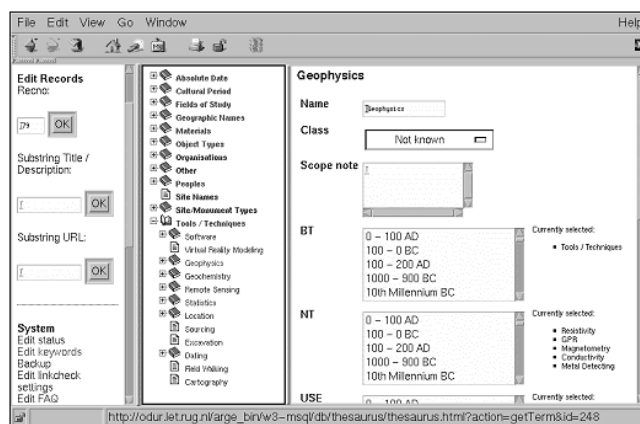 File Edit View Go Window Help
Edit Records
Recno:
79 OK
Substring Title /
Description:
OK
Substring URL:
OK
System
Edit status
Edit keywords
Backup
Edit linkcheck
settings
Edit FAQ
Absolute Date
Cultural Period
Fields of Study
Geographic Names
Materials
Object Types
Organisations
Other
Peoples
Site Names
Site/Monument Types
Tools / Techniques
Software
Virtual Reality Modeling
Geophysics
Geochemistry
Remote Sensing
Statistics
Location
Sourcing
Excavation
Dating
Field Walking
Cartography
Geophysics
Name Geophysics
Class Not known
Scope note
BT
0 – 100 AD
100 – 0 BC
100 – 200 AD
1000 – 900 BC
10th Millennium BC
Currently selected:
Tools / Techniques
NT
0 – 100 AD
100 – 0 BC
100 – 200 AD
1000 – 900 BC
10th Millennium BC
Currently selected:
Resistivity
GPR
Magnetometry
Conductivity
Metal Detecting
USE
0 – 100 AD
Currently selected:
http://odur.let.rug.nl/arge_bin/w3-msql/db/thesaurus/thesaurus.html?action=getTerm&id=248